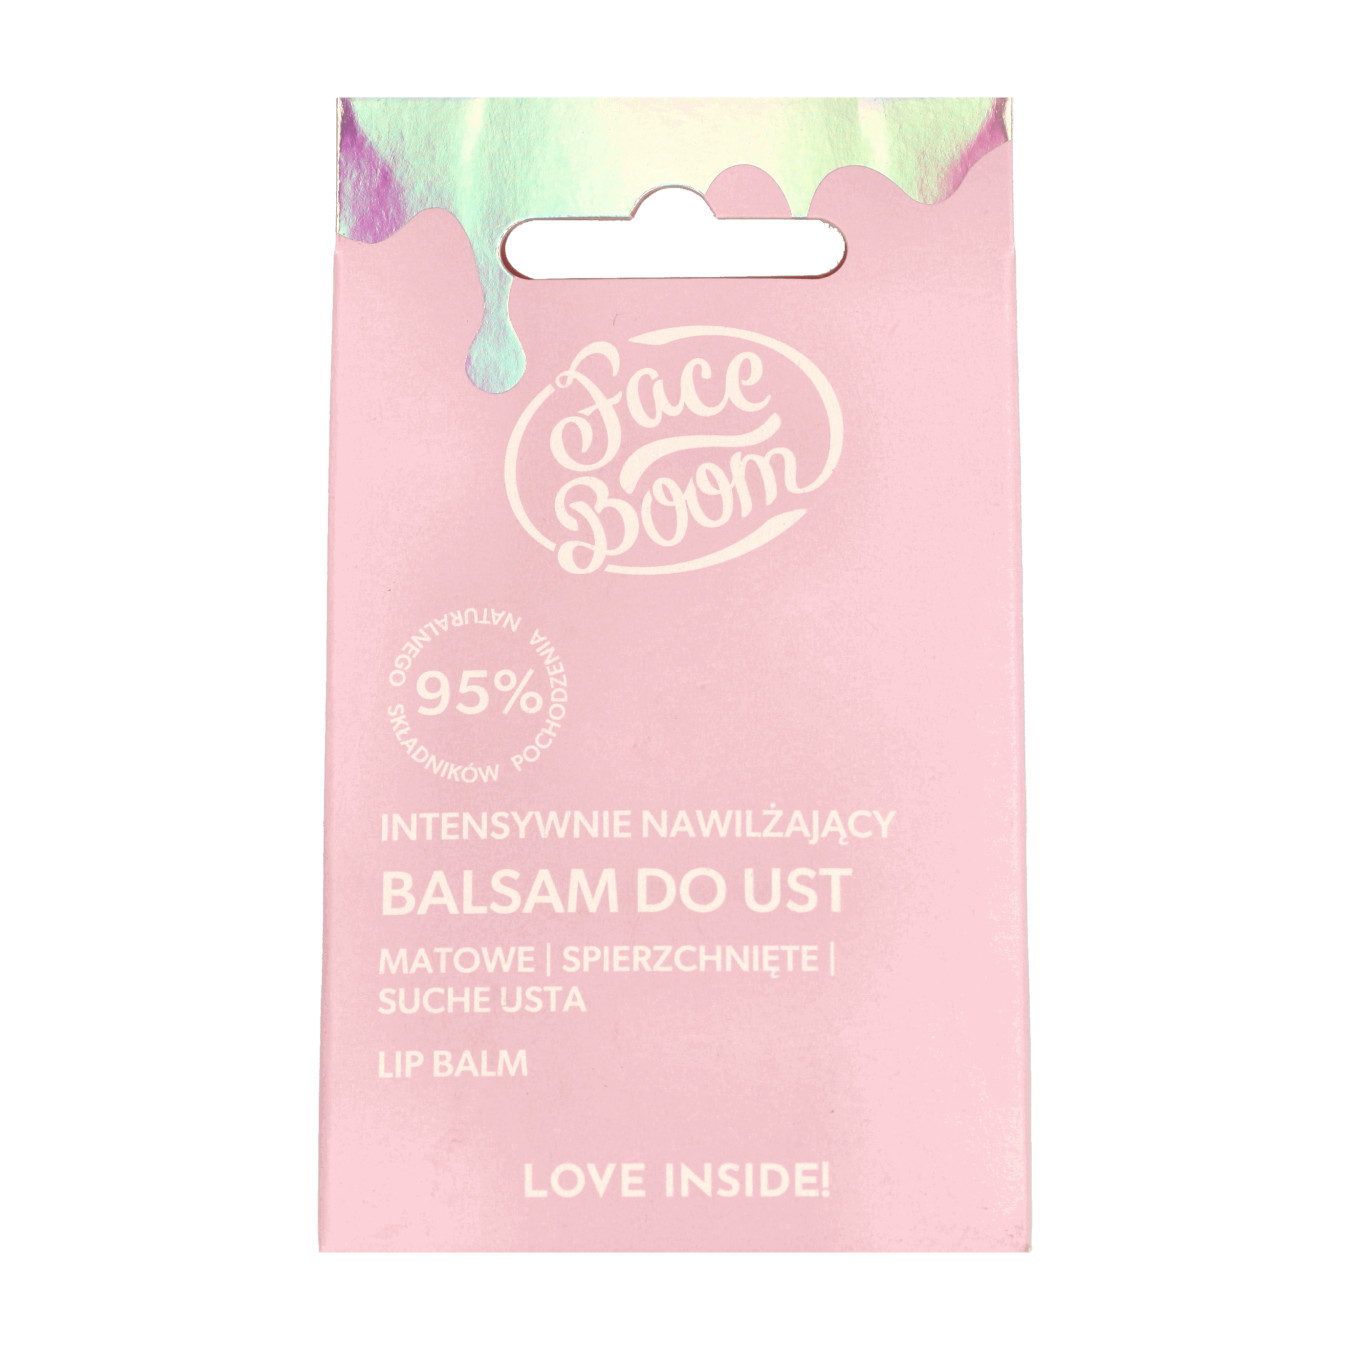 Face
Boom
95%
SKŁADNIKÓW POCHODZENIA NATURALNEGO
INTENSYWNIE NAWILŻAJĄCY
BALSAM DO UST
MATOWE | SPIERZCHNIĘTE |
SUCHE USTA
LIP BALM
LOVE INSIDE!